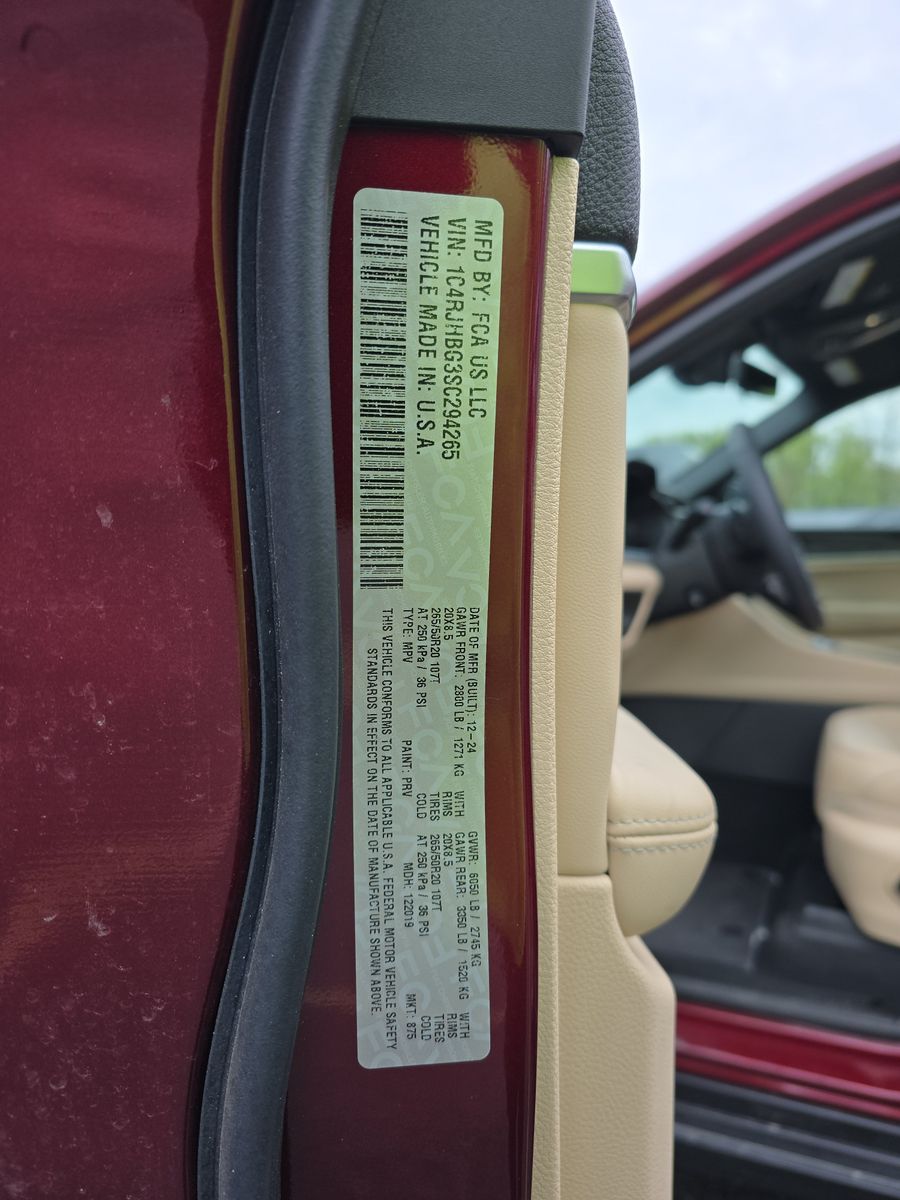 MFD BY: FCA US LLC
VIN: 1C4RJHBG3SC294265
VEHICLE MADE IN: U.S.A.
DATE OF MFR (BUILT): 12-24 GVWR: 6050 LB / 2745 KG
GAWR FRONT: 2800 LB / 1271 KG WITH GAWR REAR: 3350 LB / 1520 KG WITH
20X8.5 RIMS 20X8.5 RIMS
265/50R20 107T TIRES 265/50R20 107T TIRES
AT 250 kPa / 36 PSI COLD AT 250 kPa / 36 PSI COLD
TYPE: MPV PAINT: PRV MDH: 122019 MKT: 875
THIS VEHICLE CONFORMS TO ALL APPLICABLE U.S.A. FEDERAL MOTOR VEHICLE SAFETY
STANDARDS IN EFFECT ON THE DATE OF MANUFACTURE SHOWN ABOVE.